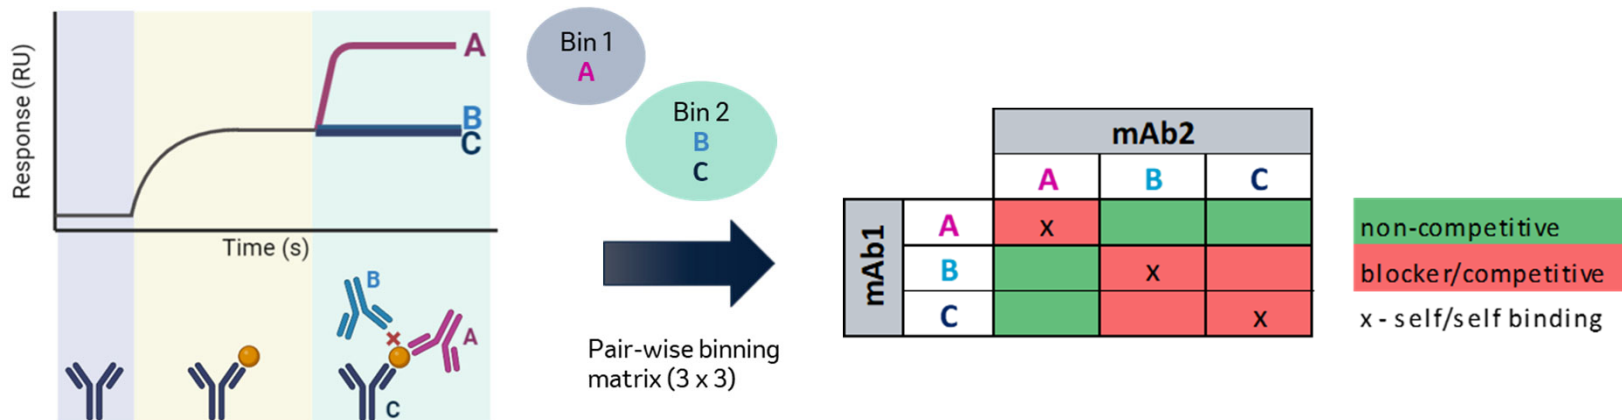 Response (RU)
A
B
C
Time (s)
B
A
C
Bin 1
A
Bin 2
B
C
Pair-wise binning
matrix (3 x 3)
mAb2
A B C
mAb1
A x
B x
C x
non-competitive
blocker/competitive
x - self/self binding